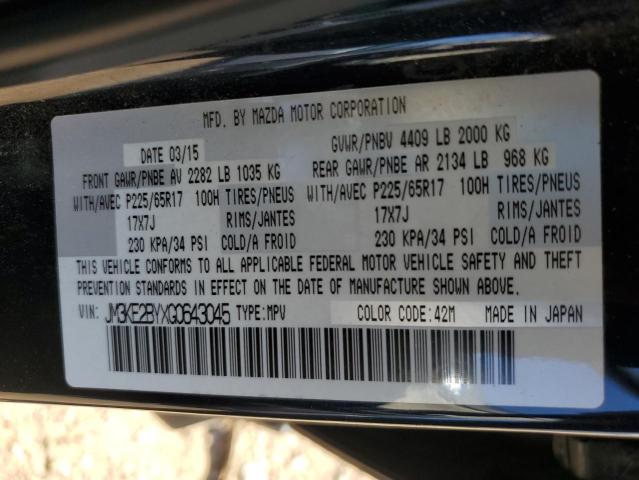 MFD. BY MAZDA MOTOR CORPORATION
DATE 03/15 GVWR/PNBV 4409 LB 2000 KG
FRONT GAWR/PNBE AV 2282 LB 1035 KG REAR GAWR/PNBE AR 2134 LB 968 KG
WITH/AVEC P225/65R17 100H TIRES/PNEUS WITH/AVEC P225/65R17 100H TIRES/PNEUS
17X7J RIMS/JANTES 17X7J RIMS/JANTES
230 KPA/34 PSI COLD/A FROID 230 KPA/34 PSI COLD/A FROID
THIS VEHICLE CONFORMS TO ALL APPLICABLE FEDERAL MOTOR VEHICLE SAFETY AND THEFT
PREVENTION STANDARDS IN EFFECT ON THE DATE OF MANUFACTURE SHOWN ABOVE.
VIN: JM3KE2BYXG0643045 TYPE:MPV COLOR CODE:42M MADE IN JAPAN